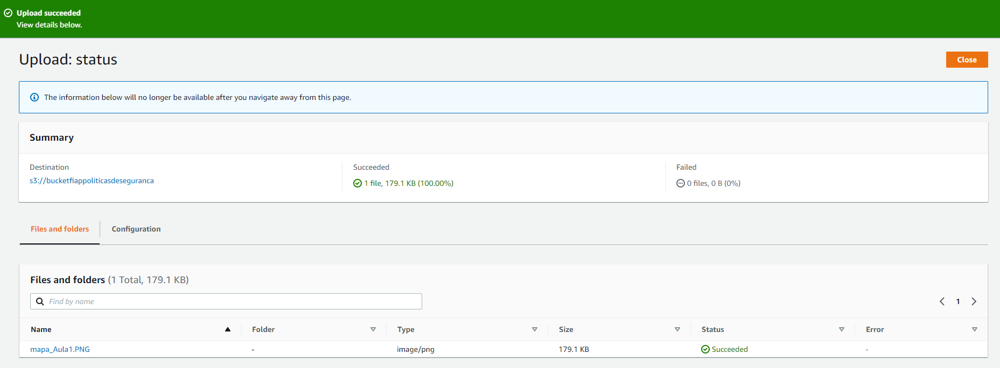 Upload succeeded
View details below.
Upload: status
Close
The information below will no longer be available after you navigate away from this page.
Summary
Destination
s3://bucketfiappoliticasdeseguranca
Succeeded
1 file, 179.1 KB (100.00%)
Failed
0 files, 0 B (0%)
Files and folders
Configuration
Files and folders (1 Total, 179.1 KB)
Find by name
1
Name Folder Type Size Status Error
mapa_Aula1.PNG - image/png 179.1 KB Succeeded -